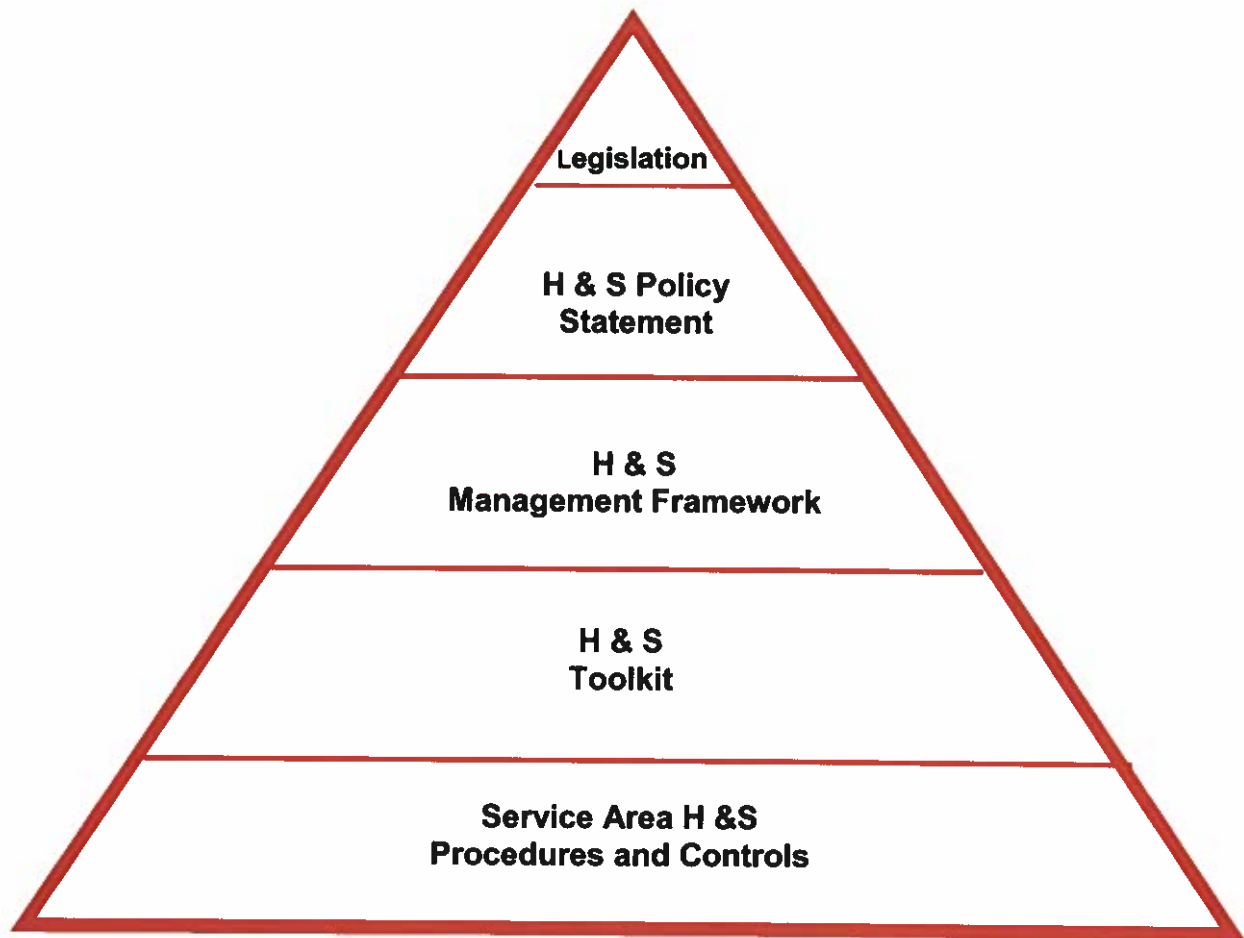 Legislation
H & S Policy
Statement
H & S
Management Framework
H & S
Toolkit
Service Area H &S
Procedures and Controls